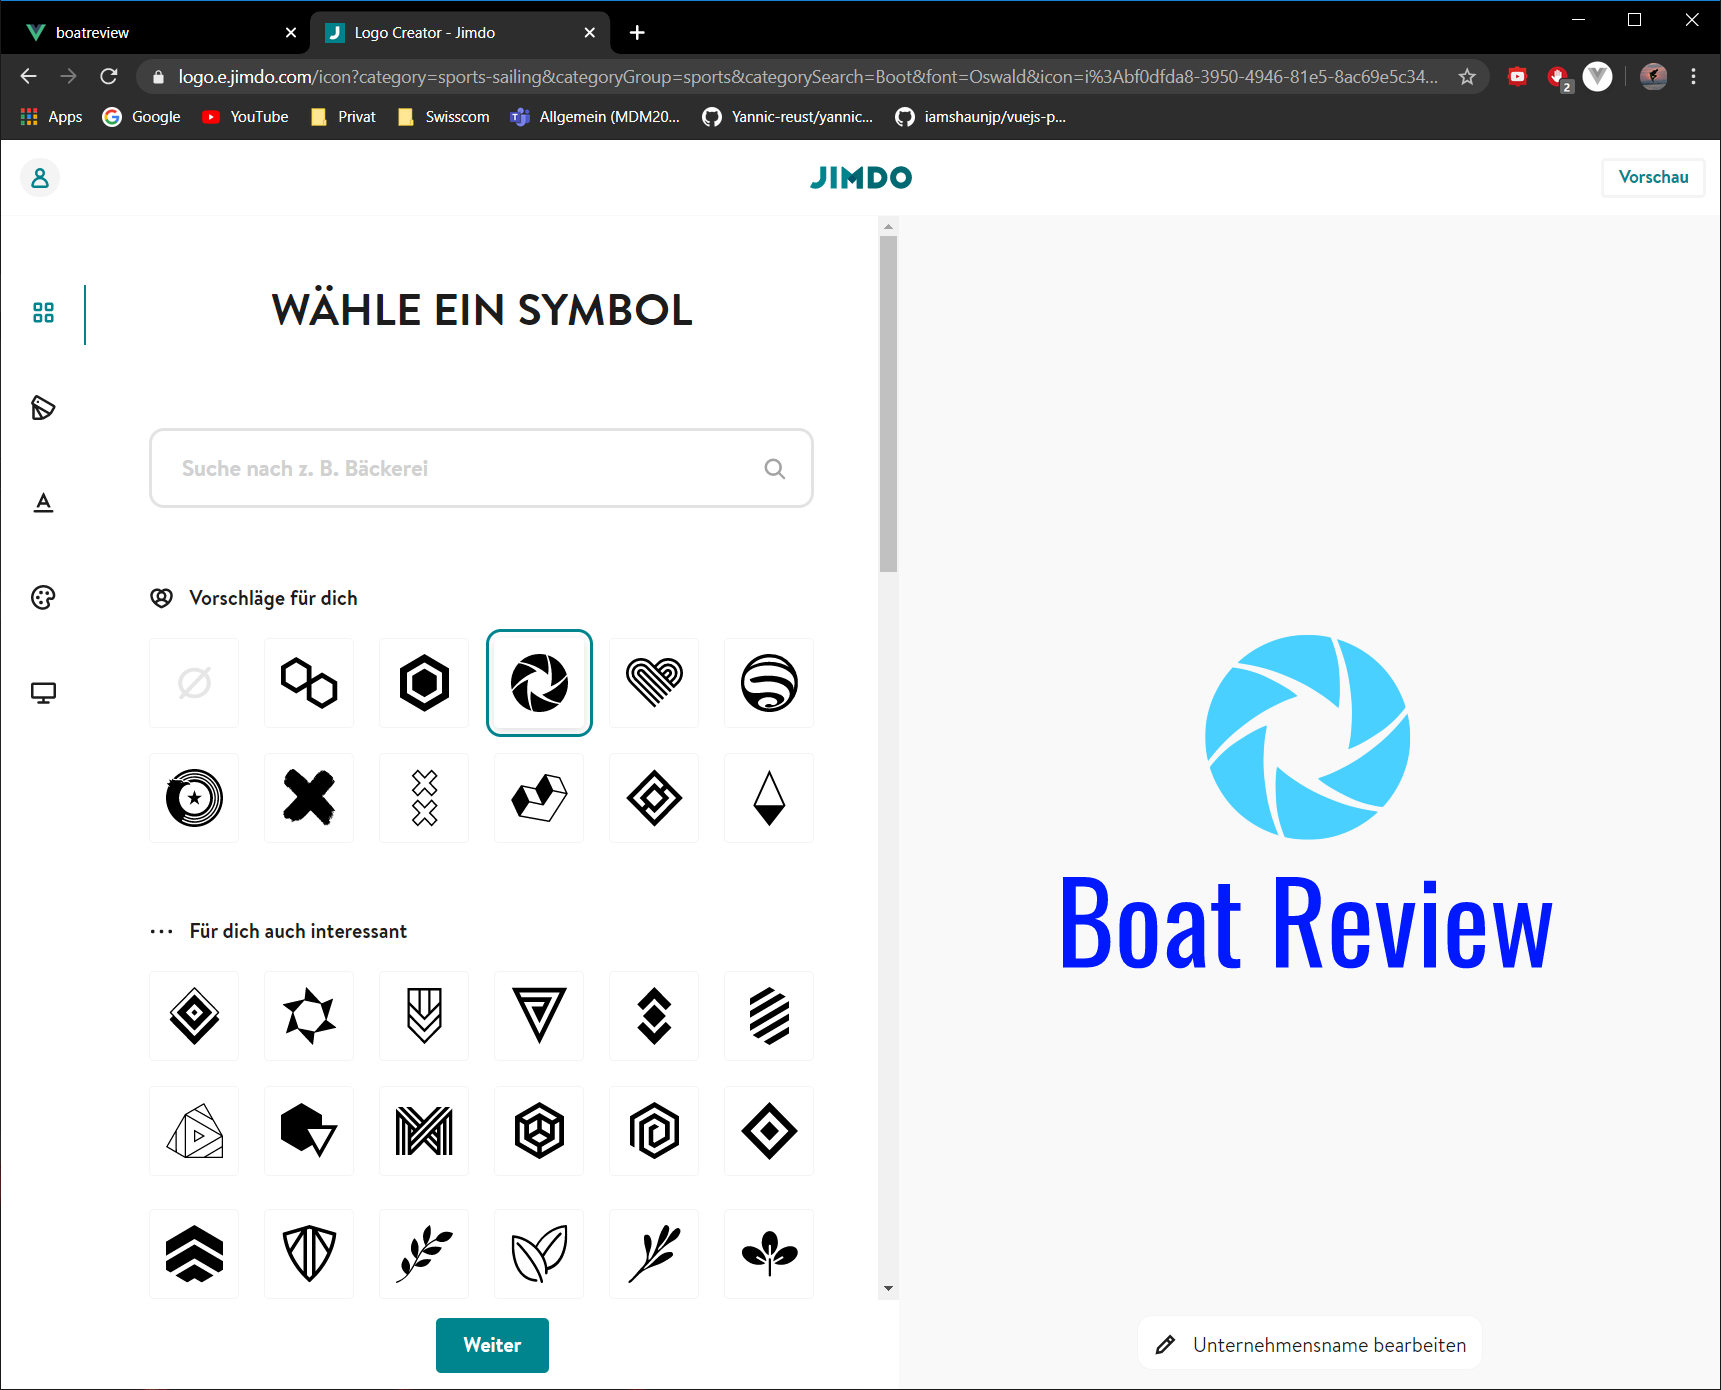 boatreview
Logo Creator - Jimdo
logo.e.jimdo.com/icon?category=sports-sailing&categoryGroup=sports&categorySearch=Boot&font=Oswald&icon=i%3Abf0dfda8-3950-4946-81e5-8ac69e5c34...
2
Apps
Google
YouTube
Privat
Swisscom
Allgemein (MDM20...
Yannic-reust/yannic...
iamshaunjp/vuejs-p...
JIMDO
Vorschau
WÄHLE EIN SYMBOL
Suche nach z. B. Bäckerei
Vorschläge für dich
Für dich auch interessant
Weiter
Boat Review
Unternehmensname bearbeiten